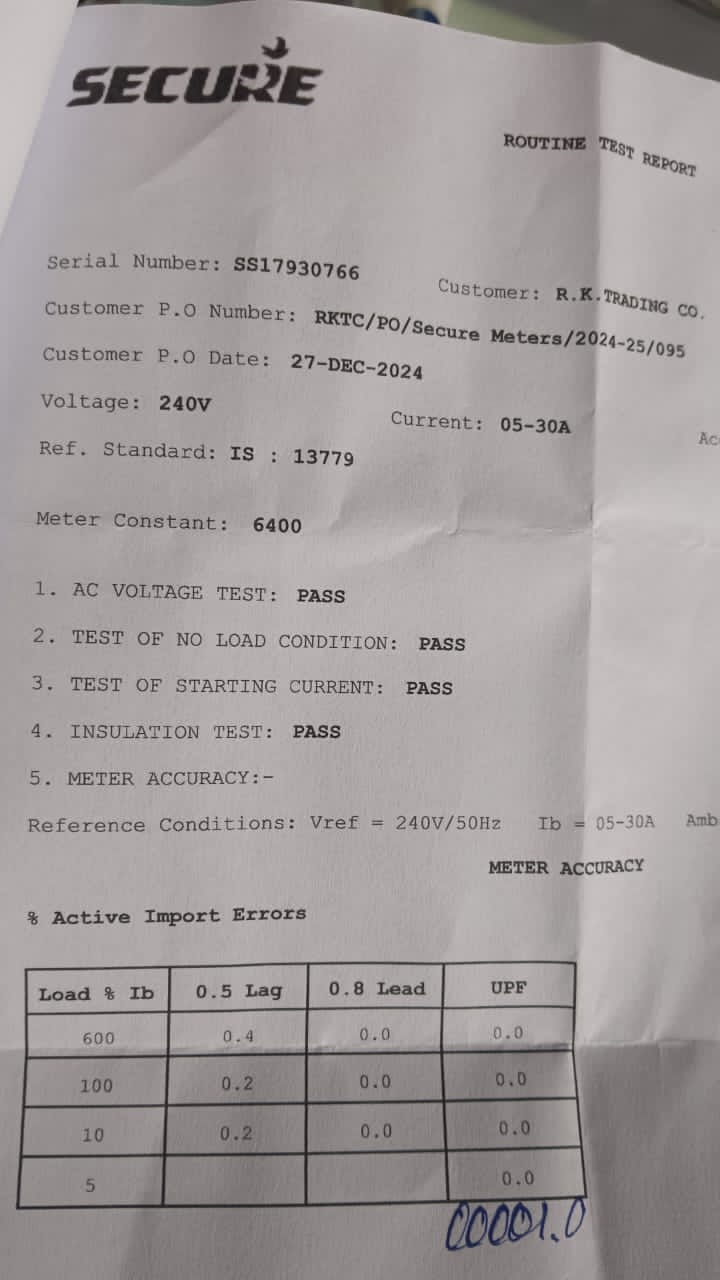 SECURE
ROUTINE TEST REPORT
Serial Number: SS17930766 Customer: R.K.TRADING CO.
Customer P.O Number: RKTC/PO/Secure Meters/2024-25/095
Customer P.O Date: 27-DEC-2024
Voltage: 240V Current: 05-30A Ac
Ref. Standard: IS : 13779
Meter Constant: 6400
1. AC VOLTAGE TEST: PASS
2. TEST OF NO LOAD CONDITION: PASS
3. TEST OF STARTING CURRENT: PASS
4. INSULATION TEST: PASS
5. METER ACCURACY:-
Reference Conditions: Vref = 240V/50Hz Ib = 05-30A Amb
METER ACCURACY
% Active Import Errors
Load % Ib 0.5 Lag 0.8 Lead UPF
600 0.4 0.0 0.0
100 0.2 0.0 0.0
10 0.2 0.0 0.0
5 0.0
00001.0